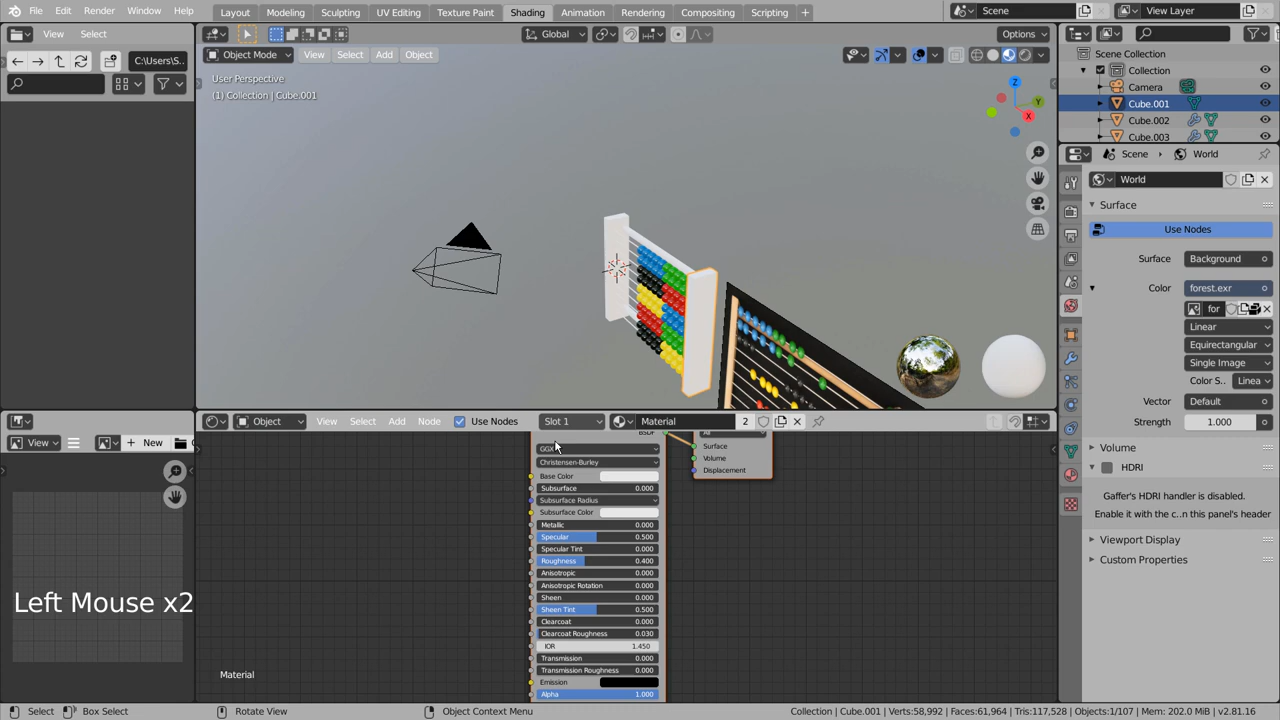 File Edit Render Window Help Layout Modeling Sculpting UV Editing Texture Paint Shading Animation Rendering Compositing Scripting + Scene View Layer
View Select Global Options
C:\Users\S..
Object Mode View Select Add Object
User Perspective
(1) Collection | Cube.001
Z
Y
X
Scene Collection
Collection
Camera
Cube.001
Cube.002
Cube.003
Scene World
World
Surface
Use Nodes
Surface: Background
Color forest.exr
for
Linear
Equirectangular
Single Image
Color S.. Linea
Vector Default
Strength 1.000
Volume
HDRI
Gaffer's HDRI handler is disabled.
Enable it with the c..n this panel's header
Viewport Display
Custom Properties
View New
Object View Select Add Node Use Nodes Slot 1 Material 2
BSDF
GGX
Christensen-Burley
Base Color
Subsurface 0.000
Subsurface Radius
Subsurface Color
Metallic 0.000
Specular 0.500
Specular Tint 0.000
Roughness 0.400
Anisotropic 0.000
Anisotropic Rotation 0.000
Sheen 0.000
Sheen Tint 0.500
Clearcoat 0.000
Clearcoat Roughness 0.030
IOR 1.450
Transmission 0.000
Transmission Roughness 0.000
Emission
Alpha 1.000
Surface
Volume
Displacement
Left Mouse x2
Material
Select Box Select Rotate View Object Context Menu Collection | Cube.001 | Verts:58,992 | Faces:61,964 | Tris:117,528 | Objects:1/107 | Mem: 202.0 MiB | v2.81.16